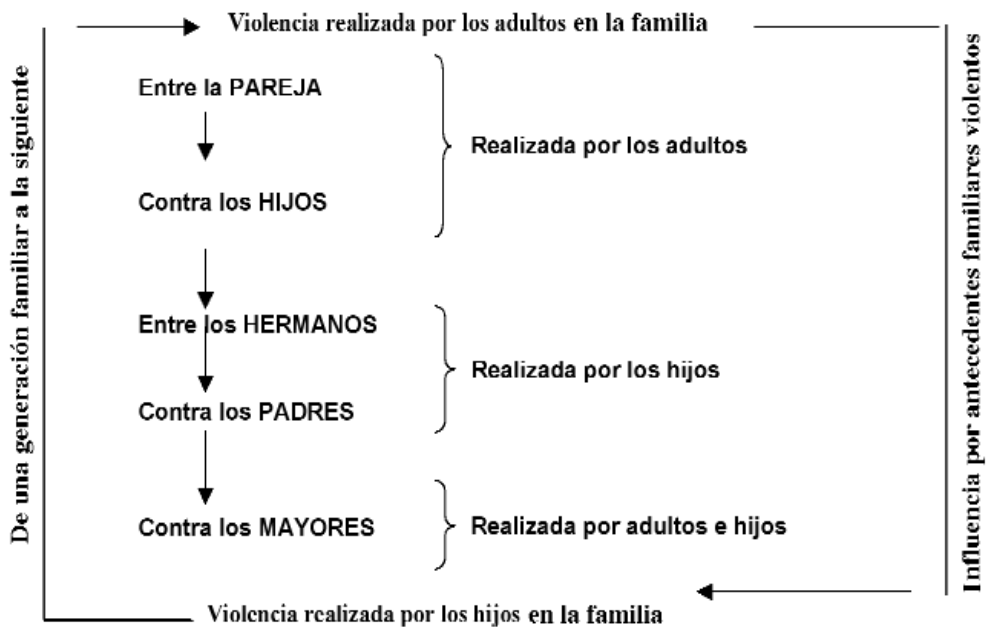 Violencia realizada por los adultos en la familia
Entre la PAREJA
Realizada por los adultos
Contra los HIJOS
Entre los HERMANOS
Realizada por los hijos
Contra los PADRES
Contra los MAYORES
Realizada por adultos e hijos
Violencia realizada por los hijos en la familia
De una generación familiar a la siguiente
Influencia por antecedentes familiares violentos